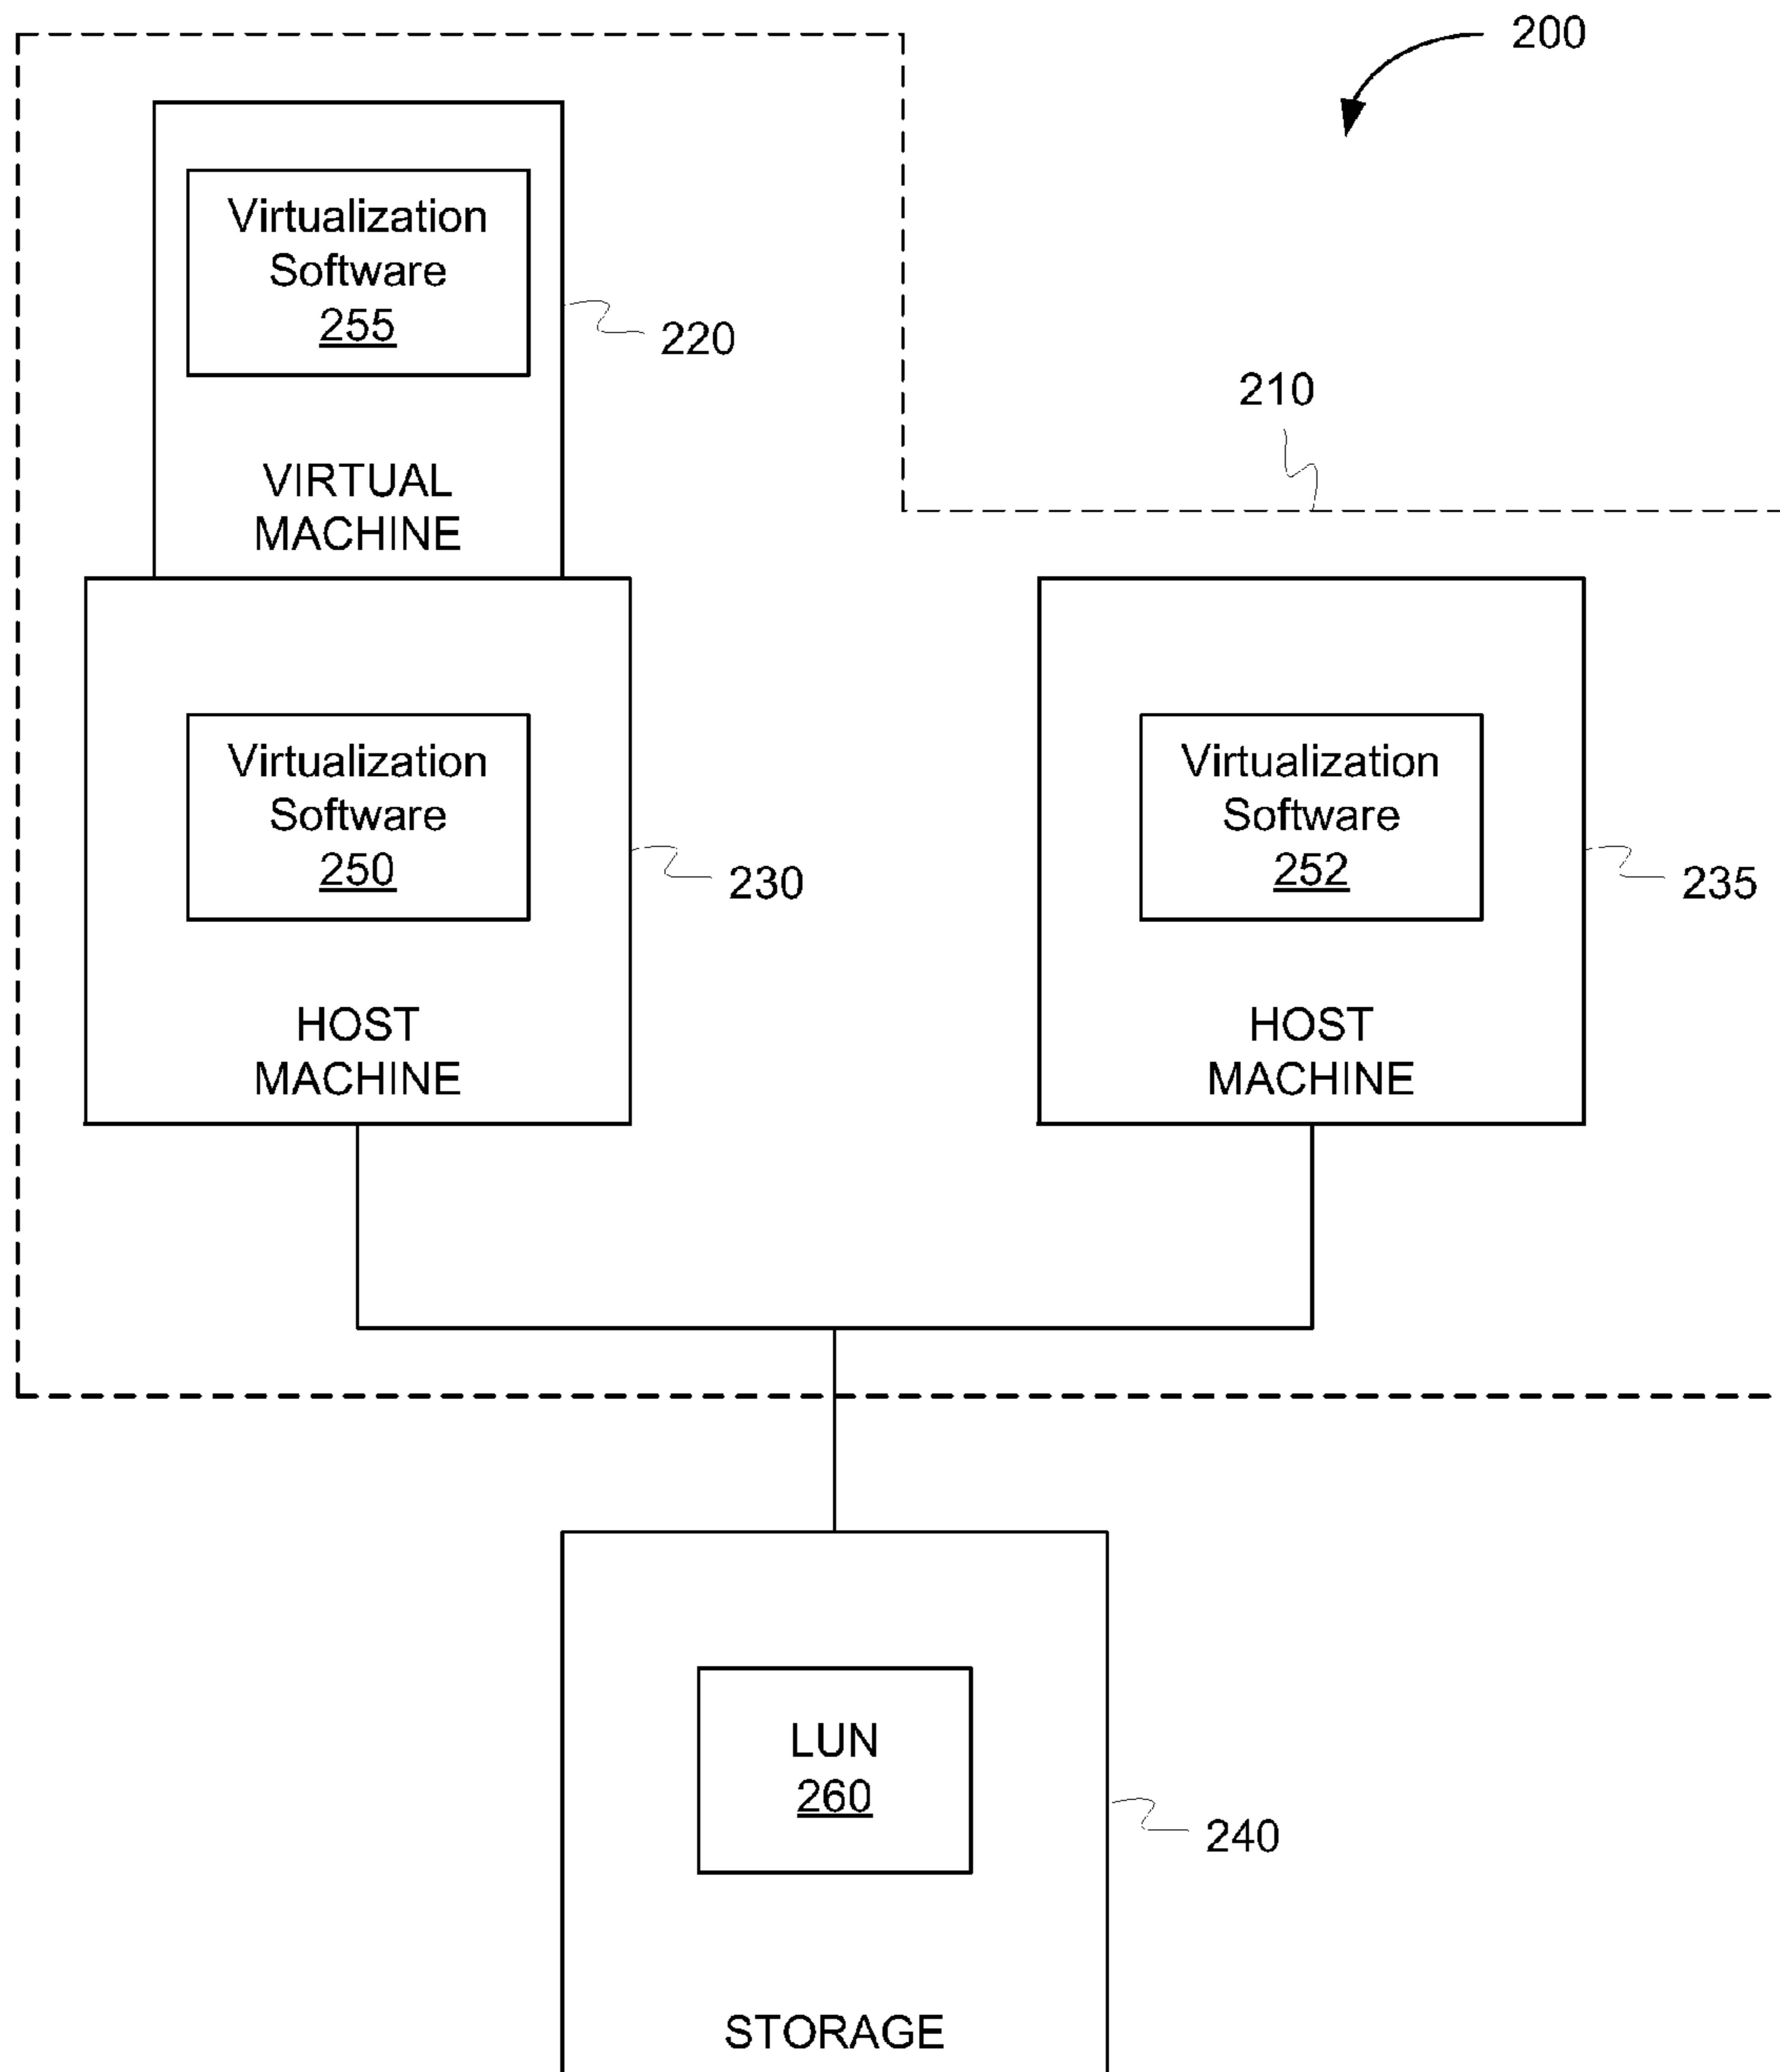 200
Virtualization
Software
255
220
210
VIRTUAL
MACHINE
Virtualization
Software
250
230
HOST
MACHINE
Virtualization
Software
252
235
HOST
MACHINE
LUN
260
240
STORAGE